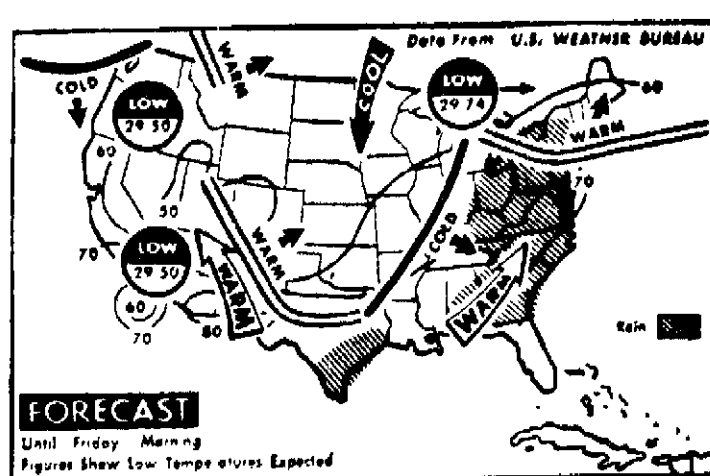 Data From U.S. WEATHER BUREAU
WARM
COOL
COLD
LOW
29 50
LOW
29 74
60
WARM
60
50
70
70
LOW
29 50
WARM
COLD
WARM
WARM
60
70
80
Rain
FORECAST
Until Friday Morning
Figures Show Low Temperatures Expected